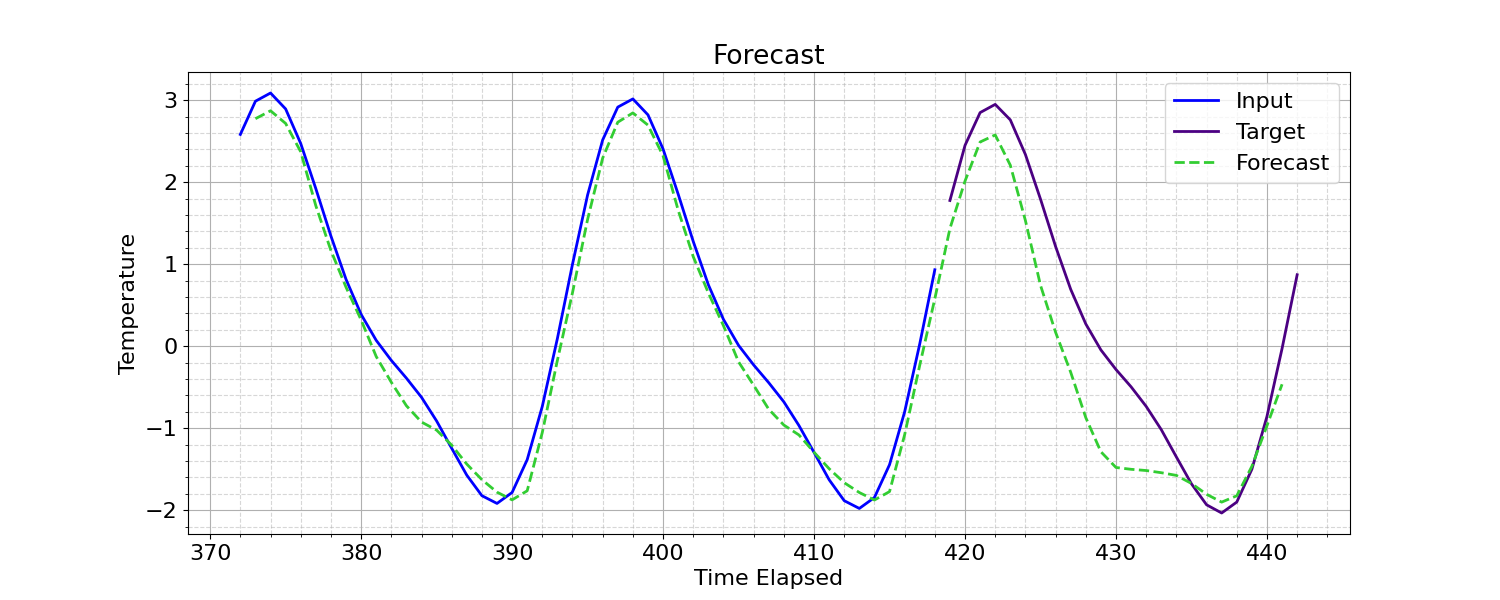 Forecast
3
2
1
0
−1
−2
Temperature
Input
Target
Forecast
370 380 390 400 410 420 430 440
Time Elapsed